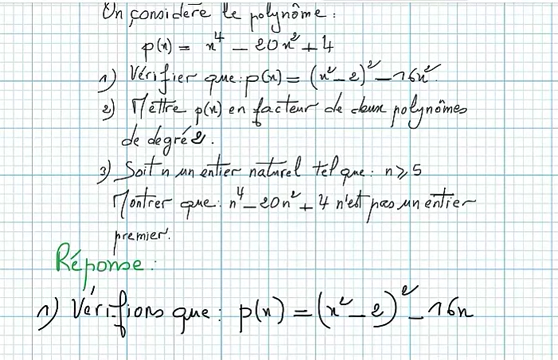 On considère le polynôme :
p(x) = x⁴ - 20x² + 4
1) Vérifier que : p(x) = (x² - 2)² - 16x².
2) Mettre p(x) en facteur de deux polynômes
de degré 2.
3) Soit n un entier naturel tel que : n ⩾ 5
Montrer que : n⁴ - 20n² + 4 n'est pas un entier
premier.
Réponse :
1) Vérifions que : p(x) = (x² - 2)² - 16x